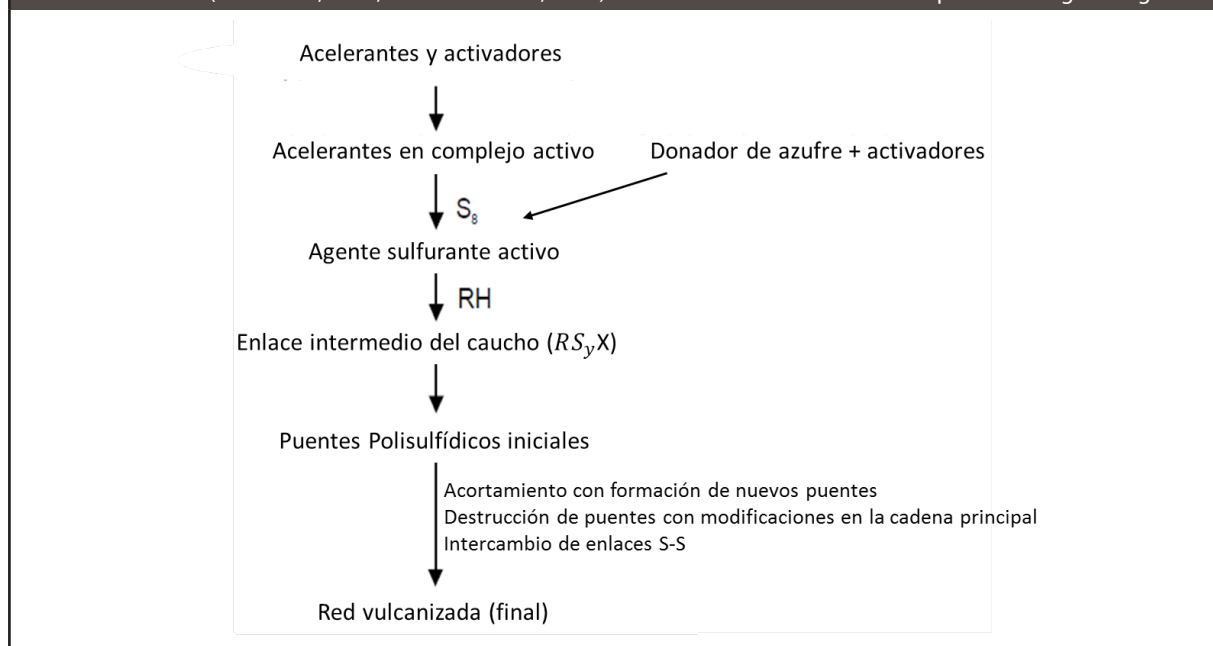 Acelerantes y activadores
Acelerantes en complejo activo Donador de azufre + activadores
S₈
Agente sulfurante activo
RH
Enlace intermedio del caucho (RSᵧX)
Puentes Polisulfídicos iniciales
Acortamiento con formación de nuevos puentes
Destrucción de puentes con modificaciones en la cadena principal
Intercambio de enlaces S-S
Red vulcanizada (final)